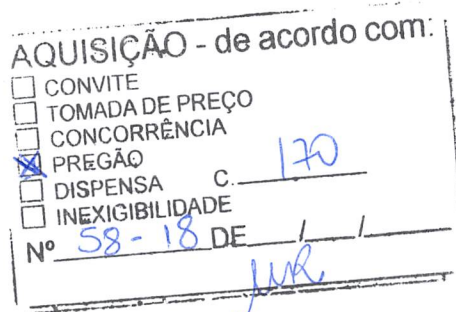 AQUISIÇÃO - de acordo com:
CONVITE
TOMADA DE PREÇO
CONCORRÊNCIA
PREGÃO
DISPENSA C. 170
INEXIGIBILIDADE
Nº 58-18 DE / /